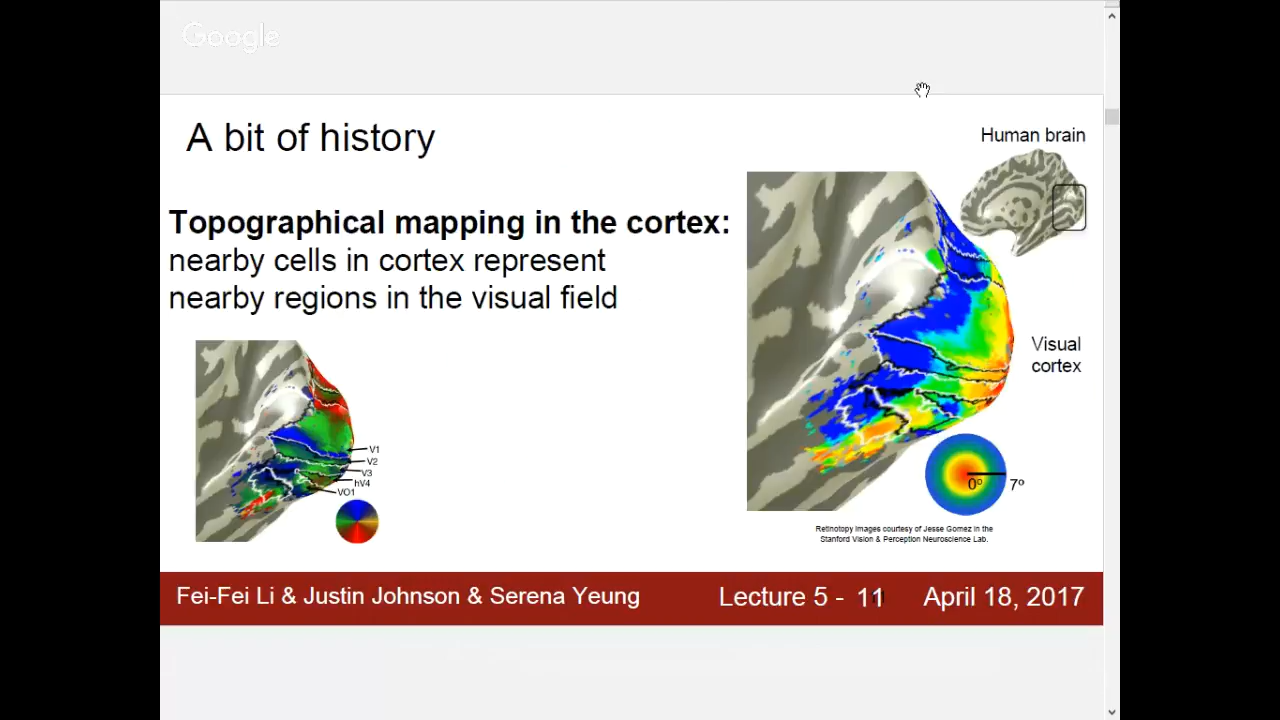 Google
A bit of history
Human brain
Topographical mapping in the cortex:
nearby cells in cortex represent
nearby regions in the visual field
Visual
cortex
V1
V2
V3
hV4
VO1
0º
7º
Retinotopy images courtesy of Jesse Gomez in the
Stanford Vision & Perception Neuroscience Lab.
Fei-Fei Li & Justin Johnson & Serena Yeung
Lecture 5 - 11
April 18, 2017